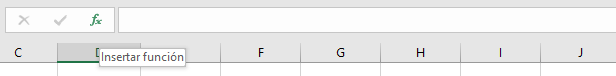 fx
C D F G H I J
Insertar función